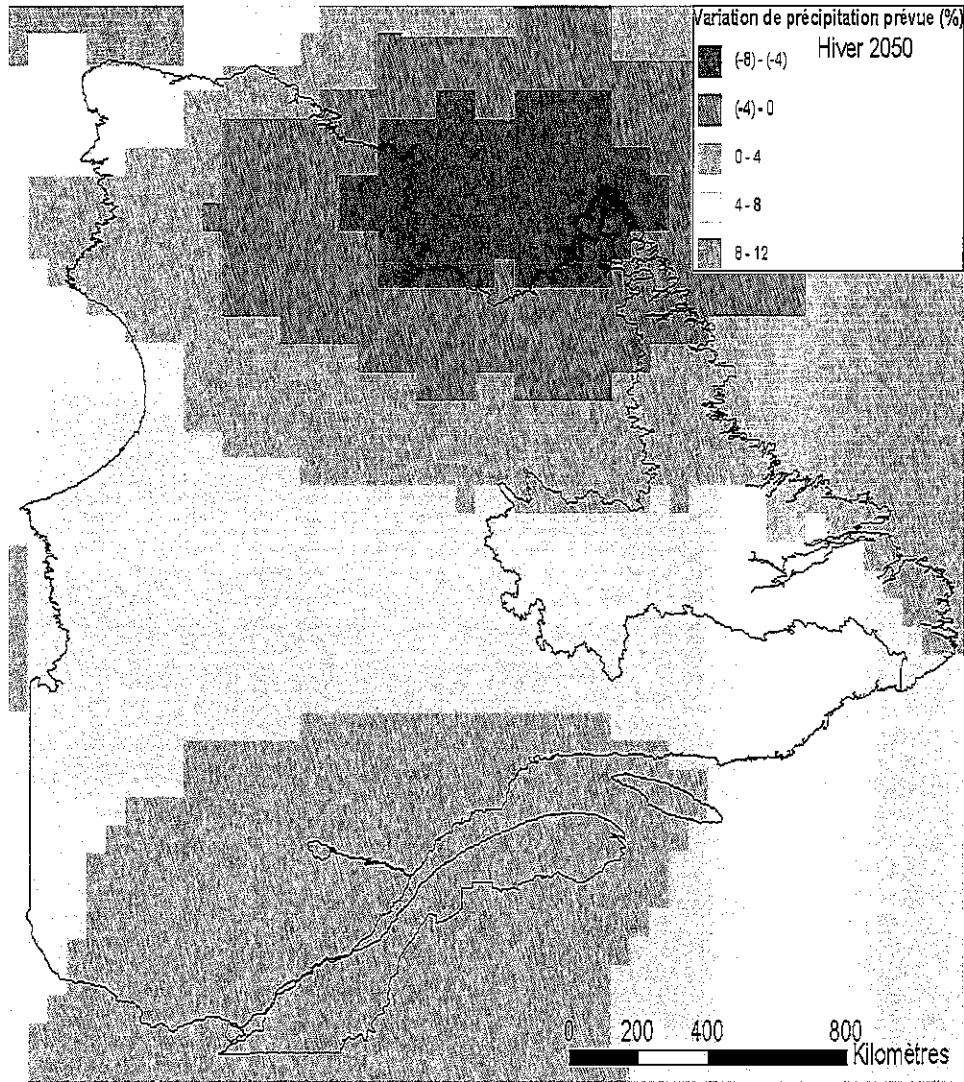 Variation de précipitation prévue (%)
Hiver 2050
(-8) - (-4)
(-4) - 0
0 - 4
4 - 8
8 - 12
0 200 400 800
Kilomètres